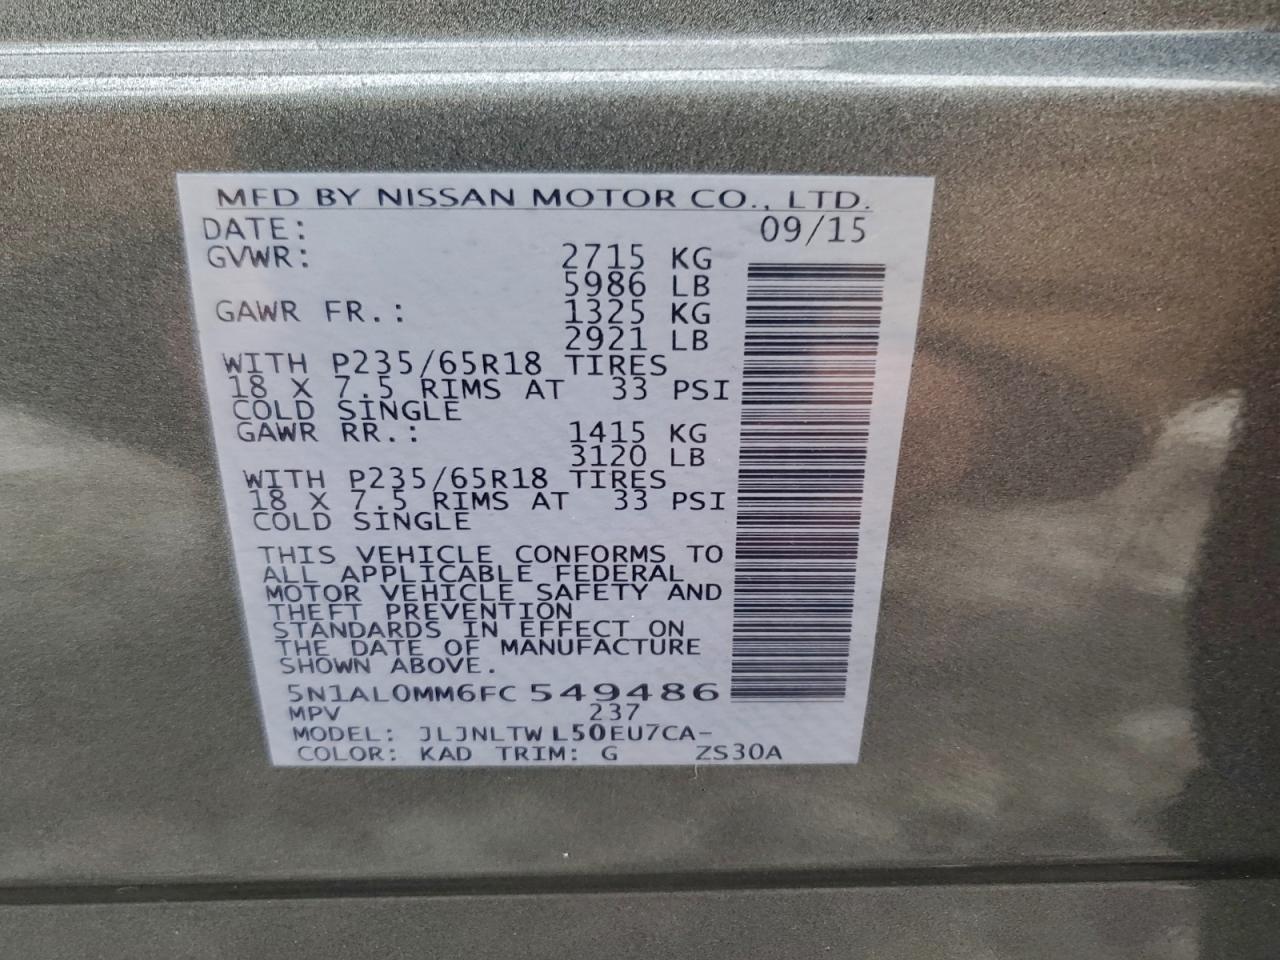 MFD BY NISSAN MOTOR CO., LTD.
DATE: 09/15
GVWR: 2715 KG
5986 LB
GAWR FR.: 1325 KG
2921 LB
WITH P235/65R18 TIRES
18 X 7.5 RIMS AT 33 PSI
COLD SINGLE
GAWR RR.: 1415 KG
3120 LB
WITH P235/65R18 TIRES
18 X 7.5 RIMS AT 33 PSI
COLD SINGLE
THIS VEHICLE CONFORMS TO
ALL APPLICABLE FEDERAL
MOTOR VEHICLE SAFETY AND
THEFT PREVENTION
STANDARDS IN EFFECT ON
THE DATE OF MANUFACTURE
SHOWN ABOVE.
5N1AL0MM6FC549486
MPV 237
MODEL: JLJNLTWL50EU7CA-
COLOR: KAD TRIM: G ZS30A